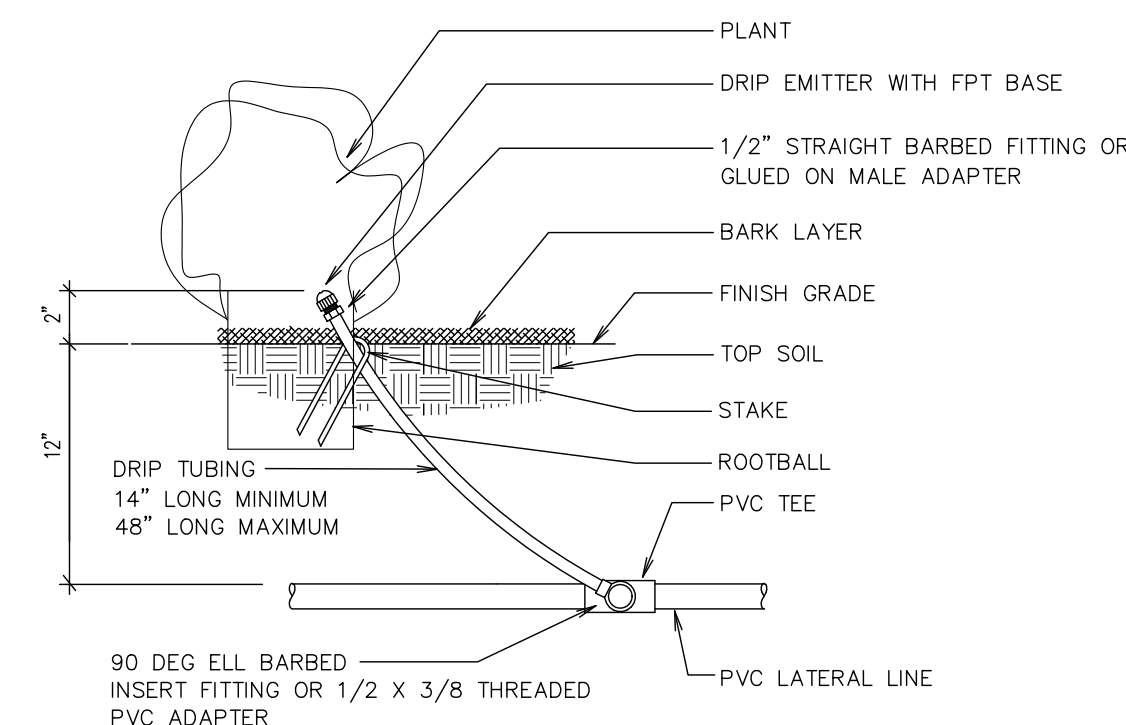 PLANT
DRIP EMITTER WITH FPT BASE
1/2” STRAIGHT BARBED FITTING OR
GLUED ON MALE ADAPTER
BARK LAYER
FINISH GRADE
TOP SOIL
STAKE
ROOTBALL
PVC TEE
PVC LATERAL LINE
2”
12”
DRIP TUBING
14” LONG MINIMUM
48” LONG MAXIMUM
90 DEG ELL BARBED
INSERT FITTING OR 1/2 X 3/8 THREADED
PVC ADAPTER